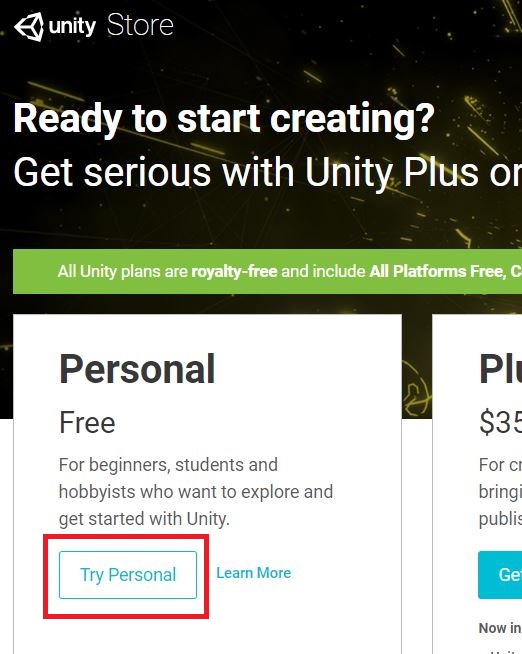 unity Store
Ready to start creating?
Get serious with Unity Plus or
All Unity plans are royalty-free and include All Platforms Free, C
Personal
Free
For beginners, students and
hobbyists who want to explore and
get started with Unity.
Try Personal
Learn More
Plu
$35
For cr
bringi
publis
Get
Now in